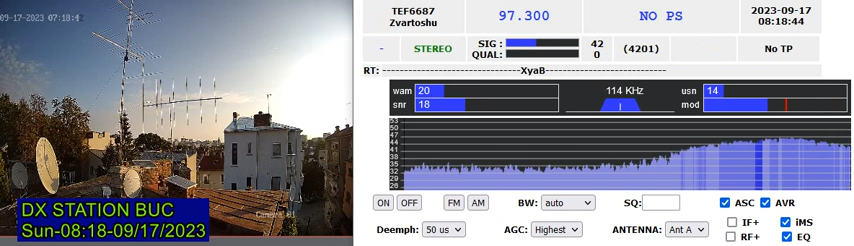 09-17-2023 07:18:4
Camera 01
DX STATION BUC
Sun-08:18-09/17/2023
TEF6687
Zvartoshu
97.300
NO PS
2023-09-17
08:18:44
-
STEREO
SIG :
42
QUAL:
0
(4201)
No TP
RT: -------------------------------XyaB---------------------------
wam 20
114 KHz
usn 14
snr 18
mod
53
50
47
44
41
38
35
32
29
26
ON OFF FM AM BW: auto SQ: ASC AVR
IF+ iMS
Deemph: 50 us AGC: Highest ANTENNA: Ant A
RF+ EQ